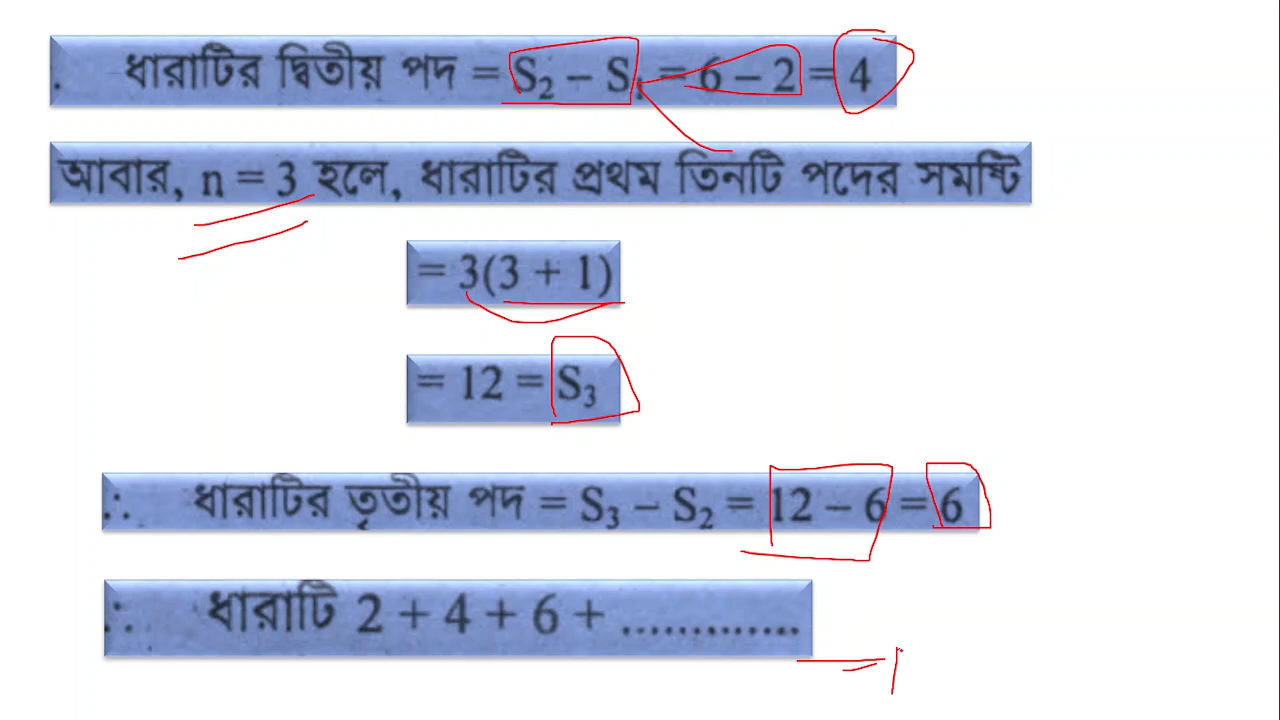 . ধারাটির দ্বিতীয় পদ = S₂ – S₁ = 6 – 2 = 4
আবার, n = 3 হলে, ধারাটির প্রথম তিনটি পদের সমষ্টি
= 3(3 + 1)
= 12 = S₃
∴ ধারাটির তৃতীয় পদ = S₃ – S₂ = 12 – 6 = 6
∴ ধারাটি 2 + 4 + 6 + .............